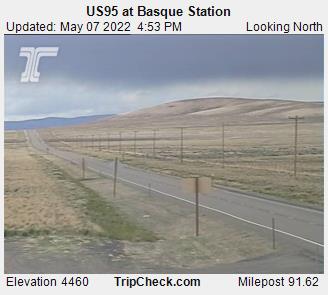 US95 at Basque Station
Updated: May 07 2022 4:53 PM Looking North
Elevation 4460 TripCheck.com Milepost 91.62